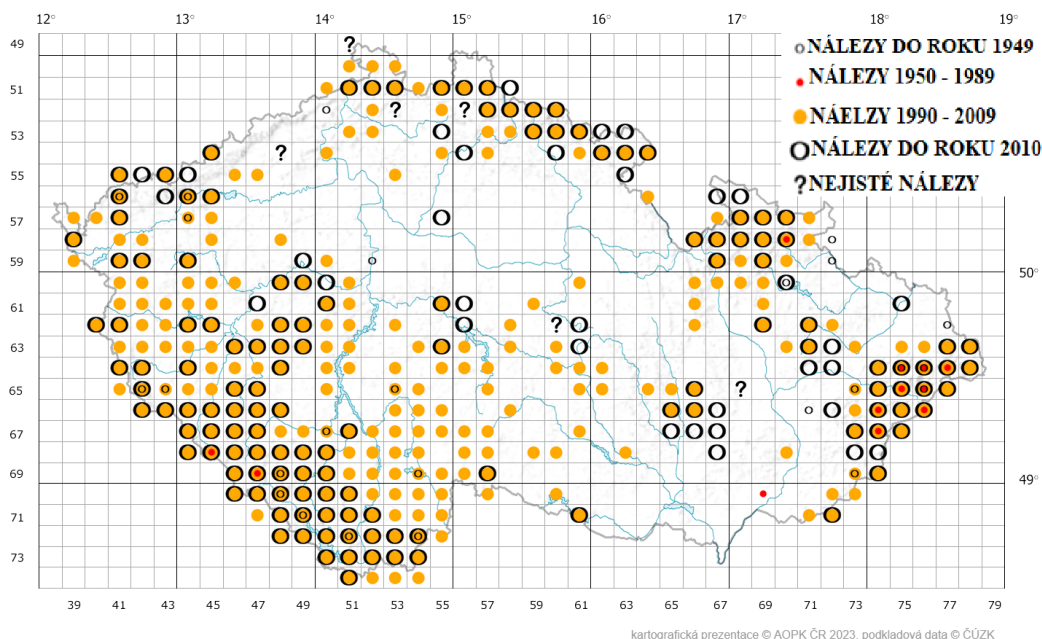 12° 13° 14° 15° 16° 17° 18° 19°
49
?
NÁLEZY DO ROKU 1949
NÁLEZY 1950 - 1989
51
? ?
NÁELZY 1990 - 2009
53
?
NÁLEZY DO ROKU 2010
55
? NEJISTÉ NÁLEZY
57
59
50°
61
?
63
65
?
67
69
49°
71
73
39 41 43 45 47 49 51 53 55 57 59 61 63 65 67 69 71 73 75 77 79
kartografická prezentace © AOPK ČR 2023, podkladová data © ČÚZK